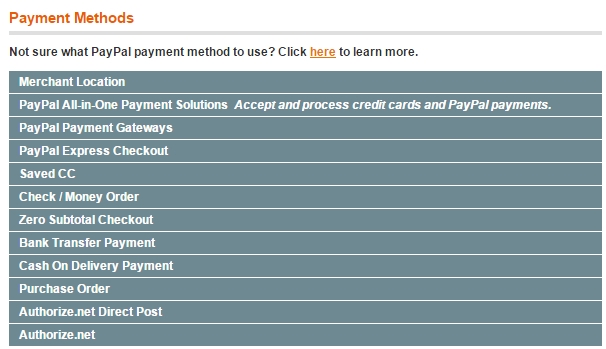 Payment Methods
Not sure what PayPal payment method to use? Click here to learn more.
Merchant Location
PayPal All-in-One Payment Solutions Accept and process credit cards and PayPal payments.
PayPal Payment Gateways
PayPal Express Checkout
Saved CC
Check / Money Order
Zero Subtotal Checkout
Bank Transfer Payment
Cash On Delivery Payment
Purchase Order
Authorize.net Direct Post
Authorize.net